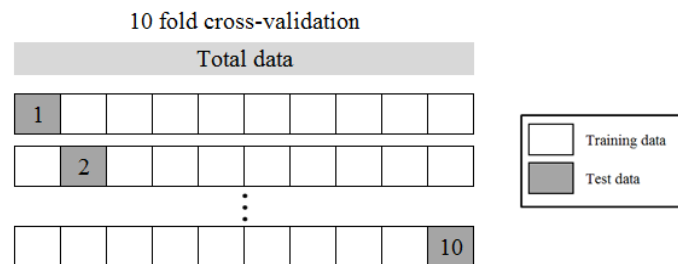 10 fold cross-validation
Total data
1
2
10
Training data
Test data